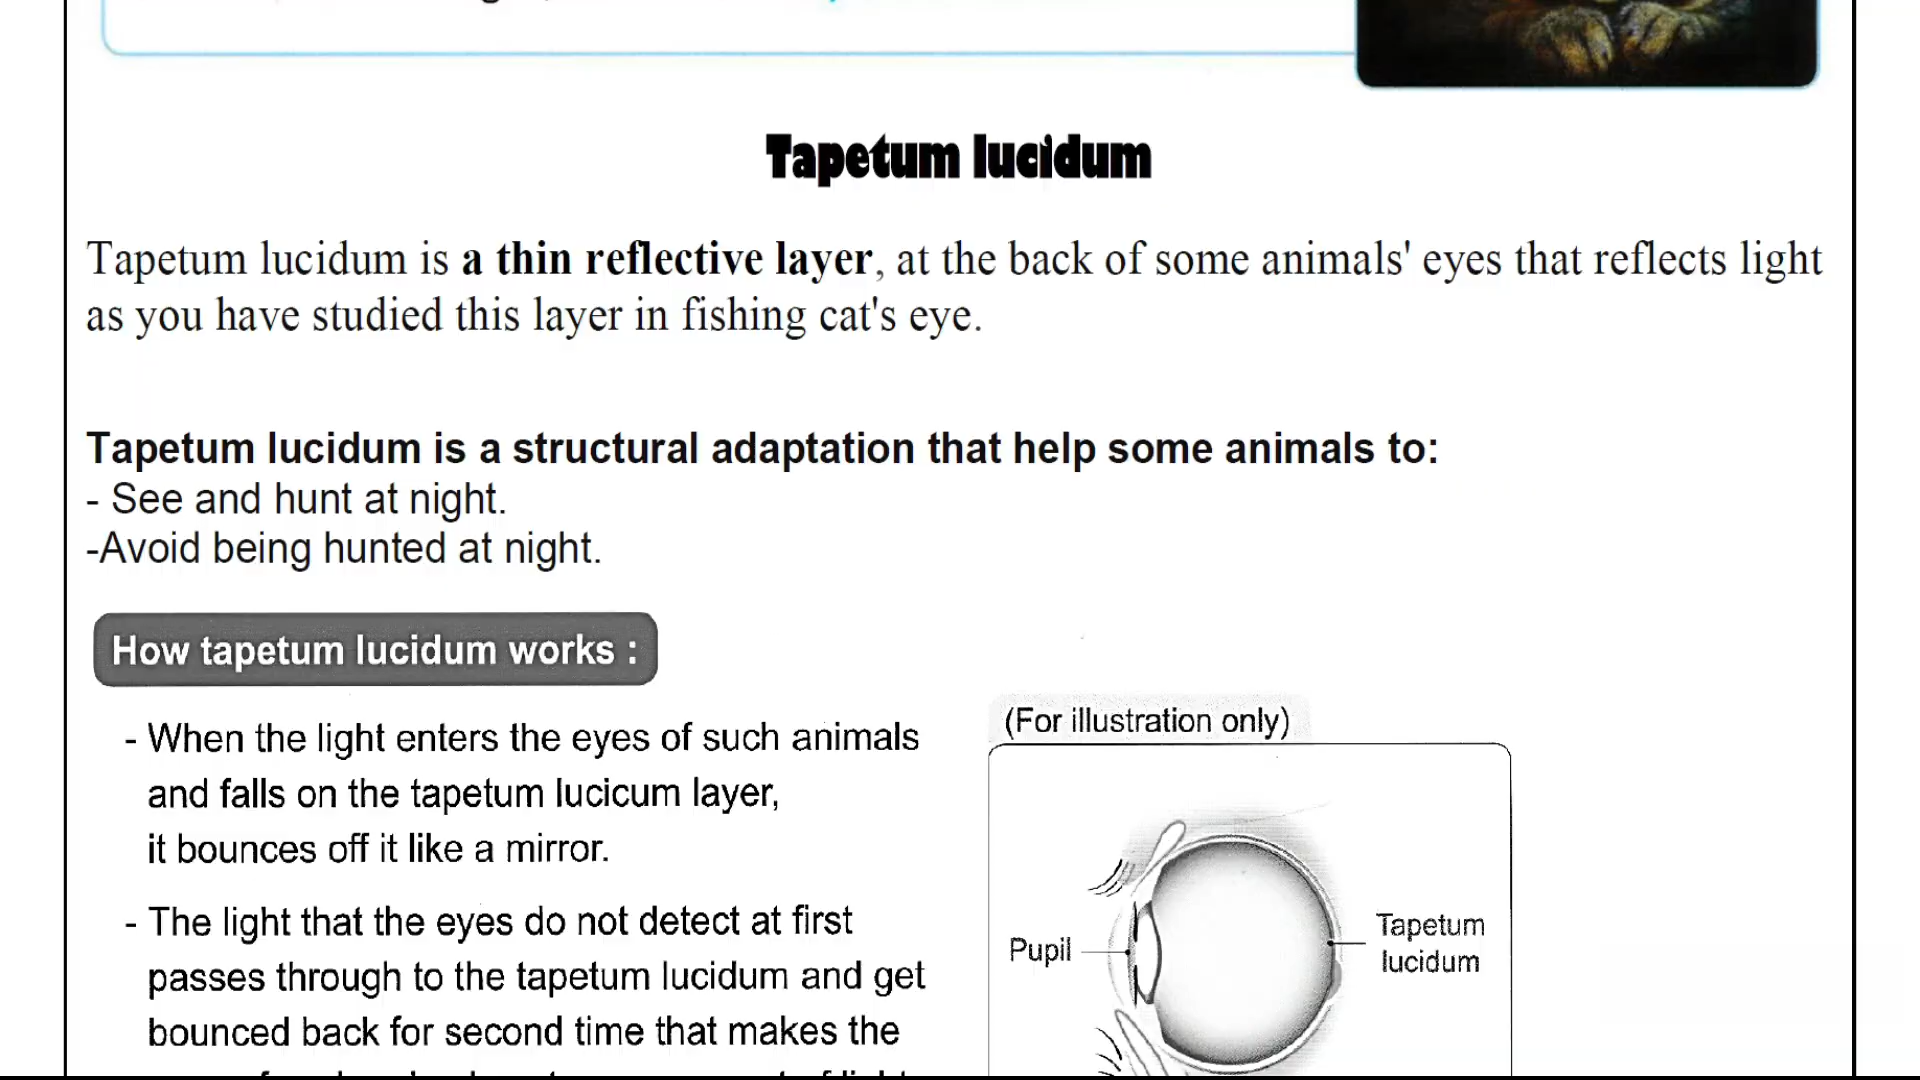 Tapetum lucidum
Tapetum lucidum is a thin reflective layer, at the back of some animals' eyes that reflects light
as you have studied this layer in fishing cat's eye.
Tapetum lucidum is a structural adaptation that help some animals to:
- See and hunt at night.
-Avoid being hunted at night.
How tapetum lucidum works :
- When the light enters the eyes of such animals
and falls on the tapetum lucicum layer,
it bounces off it like a mirror.
- The light that the eyes do not detect at first
passes through to the tapetum lucidum and get
bounced back for second time that makes the
(For illustration only)
Pupil
Tapetum
lucidum